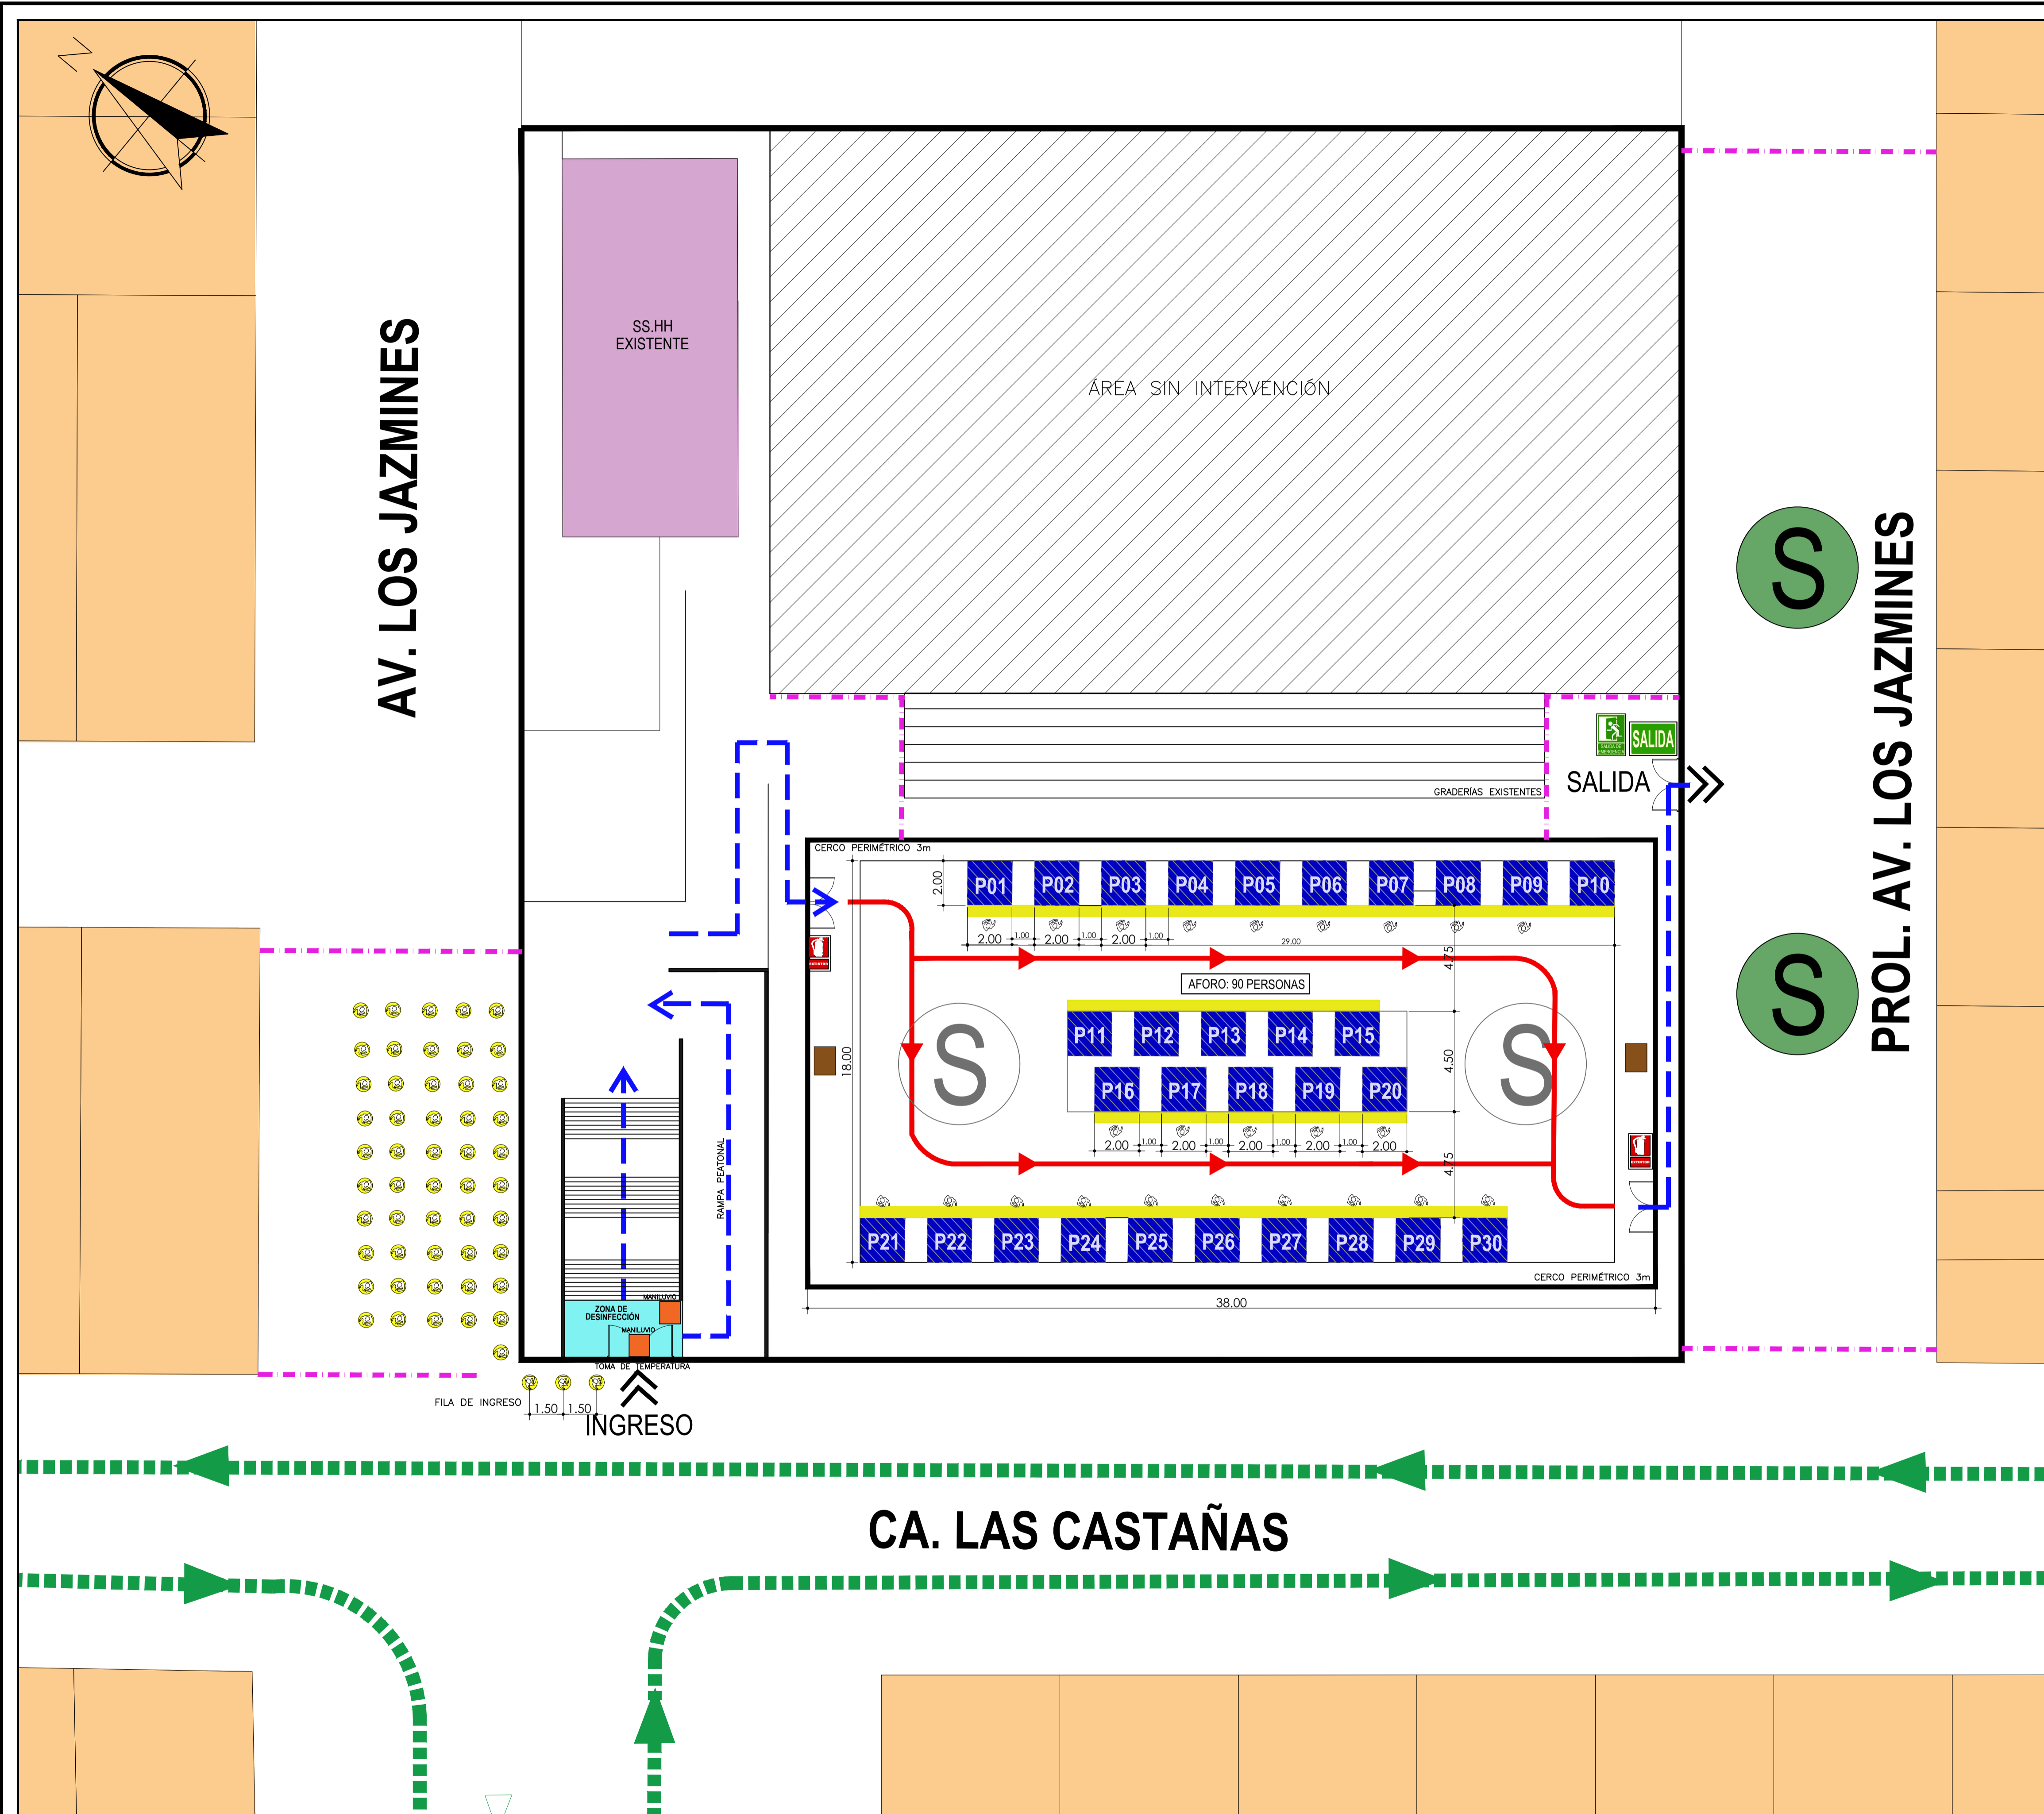 N
SS.HH
EXISTENTE
ÁREA SIN INTERVENCIÓN
AV. LOS JAZMINES
S
S
PROL. AV. LOS JAZMINES
SALIDA DE
EMERGENCIA
SALIDA
SALIDA
GRADERÍAS EXISTENTES
CERCO PERIMÉTRICO 3m
2.00
P01 P02 P03 P04 P05 P06 P07 P08 P09 P10
2.00 1.00 2.00 1.00 2.00 1.00 29.00
4.75
EXTINTOR
AFORO: 90 PERSONAS
18.00
S
P11 P12 P13 P14 P15
4.50
S
P16 P17 P18 P19 P20
2.00 1.00 2.00 1.00 2.00 1.00 2.00 1.00 2.00
4.75
EXTINTOR
P21 P22 P23 P24 P25 P26 P27 P28 P29 P30
CERCO PERIMÉTRICO 3m
38.00
RAMPA PEATONAL
MANILUVIO
ZONA DE
DESINFECCIÓN
MANILUVIO
TOMA DE TEMPERATURA
FILA DE INGRESO
1.50 1.50
INGRESO
CA. LAS CASTAÑAS